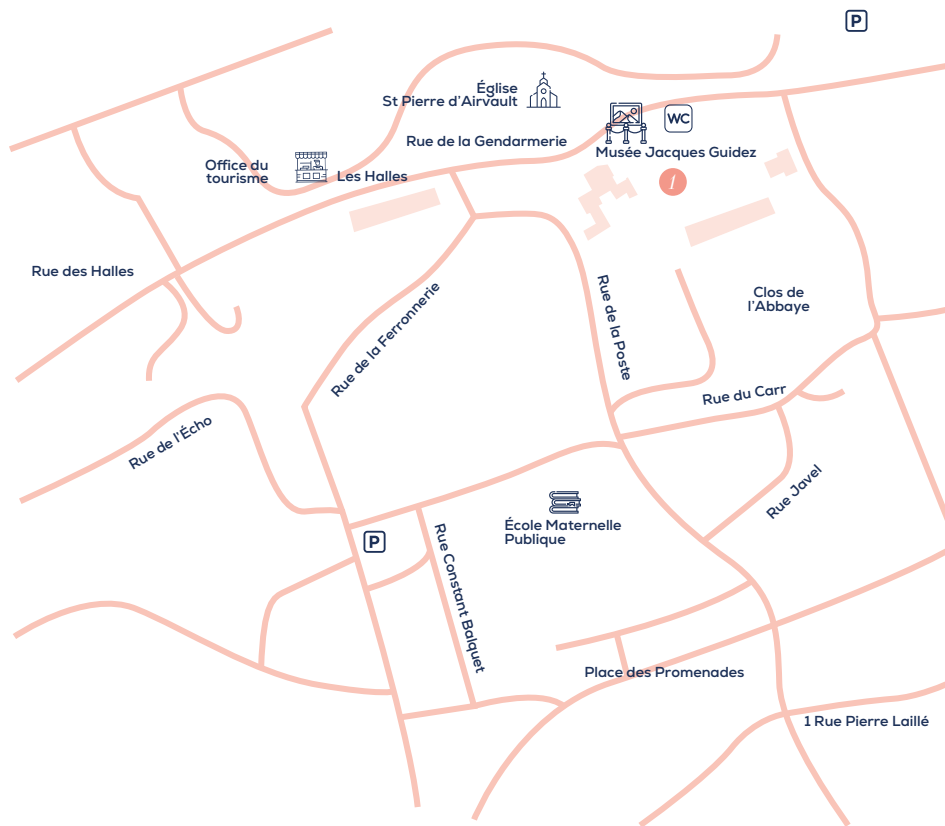 P
Église
St Pierre d'Airvault
WC
Rue de la Gendarmerie
Musée Jacques Guidez
Office du
tourisme
Les Halles
1
Rue des Halles
Clos de
l'Abbaye
Rue de la Ferronnerie
Rue de la Poste
Rue du Carr
Rue de l'Écho
Rue Javel
École Maternelle
Publique
P
Rue Constant Balquet
Place des Promenades
1 Rue Pierre Laillé